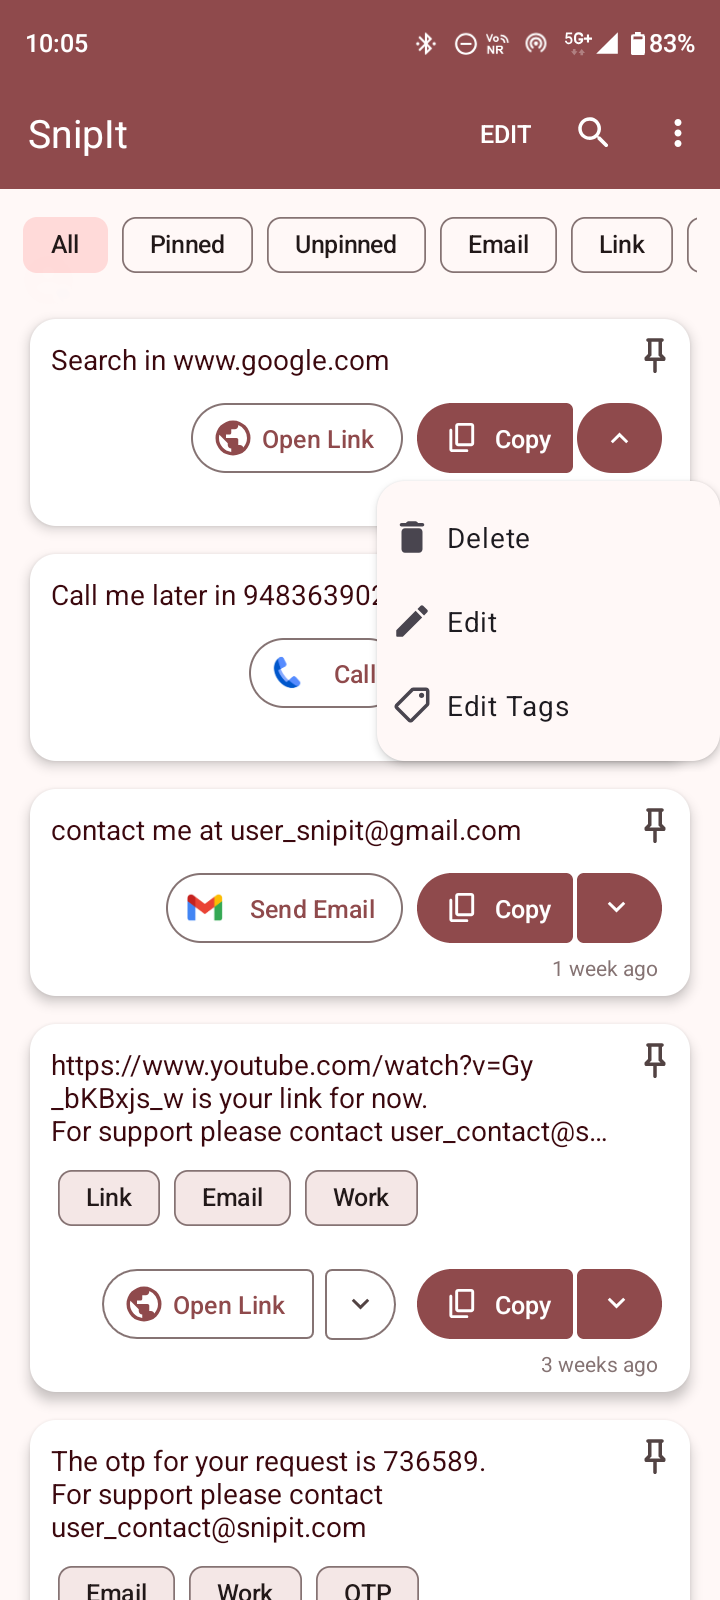 10:05
Vo NR
5G+
83%
SnipIt
EDIT
All
Pinned
Unpinned
Email
Link
Search in www.google.com
Open Link
Copy
Delete
Edit
Edit Tags
Call me later in 94836390
Call
contact me at user_snipit@gmail.com
Send Email
Copy
1 week ago
https://www.youtube.com/watch?v=Gy
_bKBxjs_w is your link for now.
For support please contact user_contact@s...
Link
Email
Work
Open Link
Copy
3 weeks ago
The otp for your request is 736589.
For support please contact
user_contact@snipit.com
Email
Work
OTP